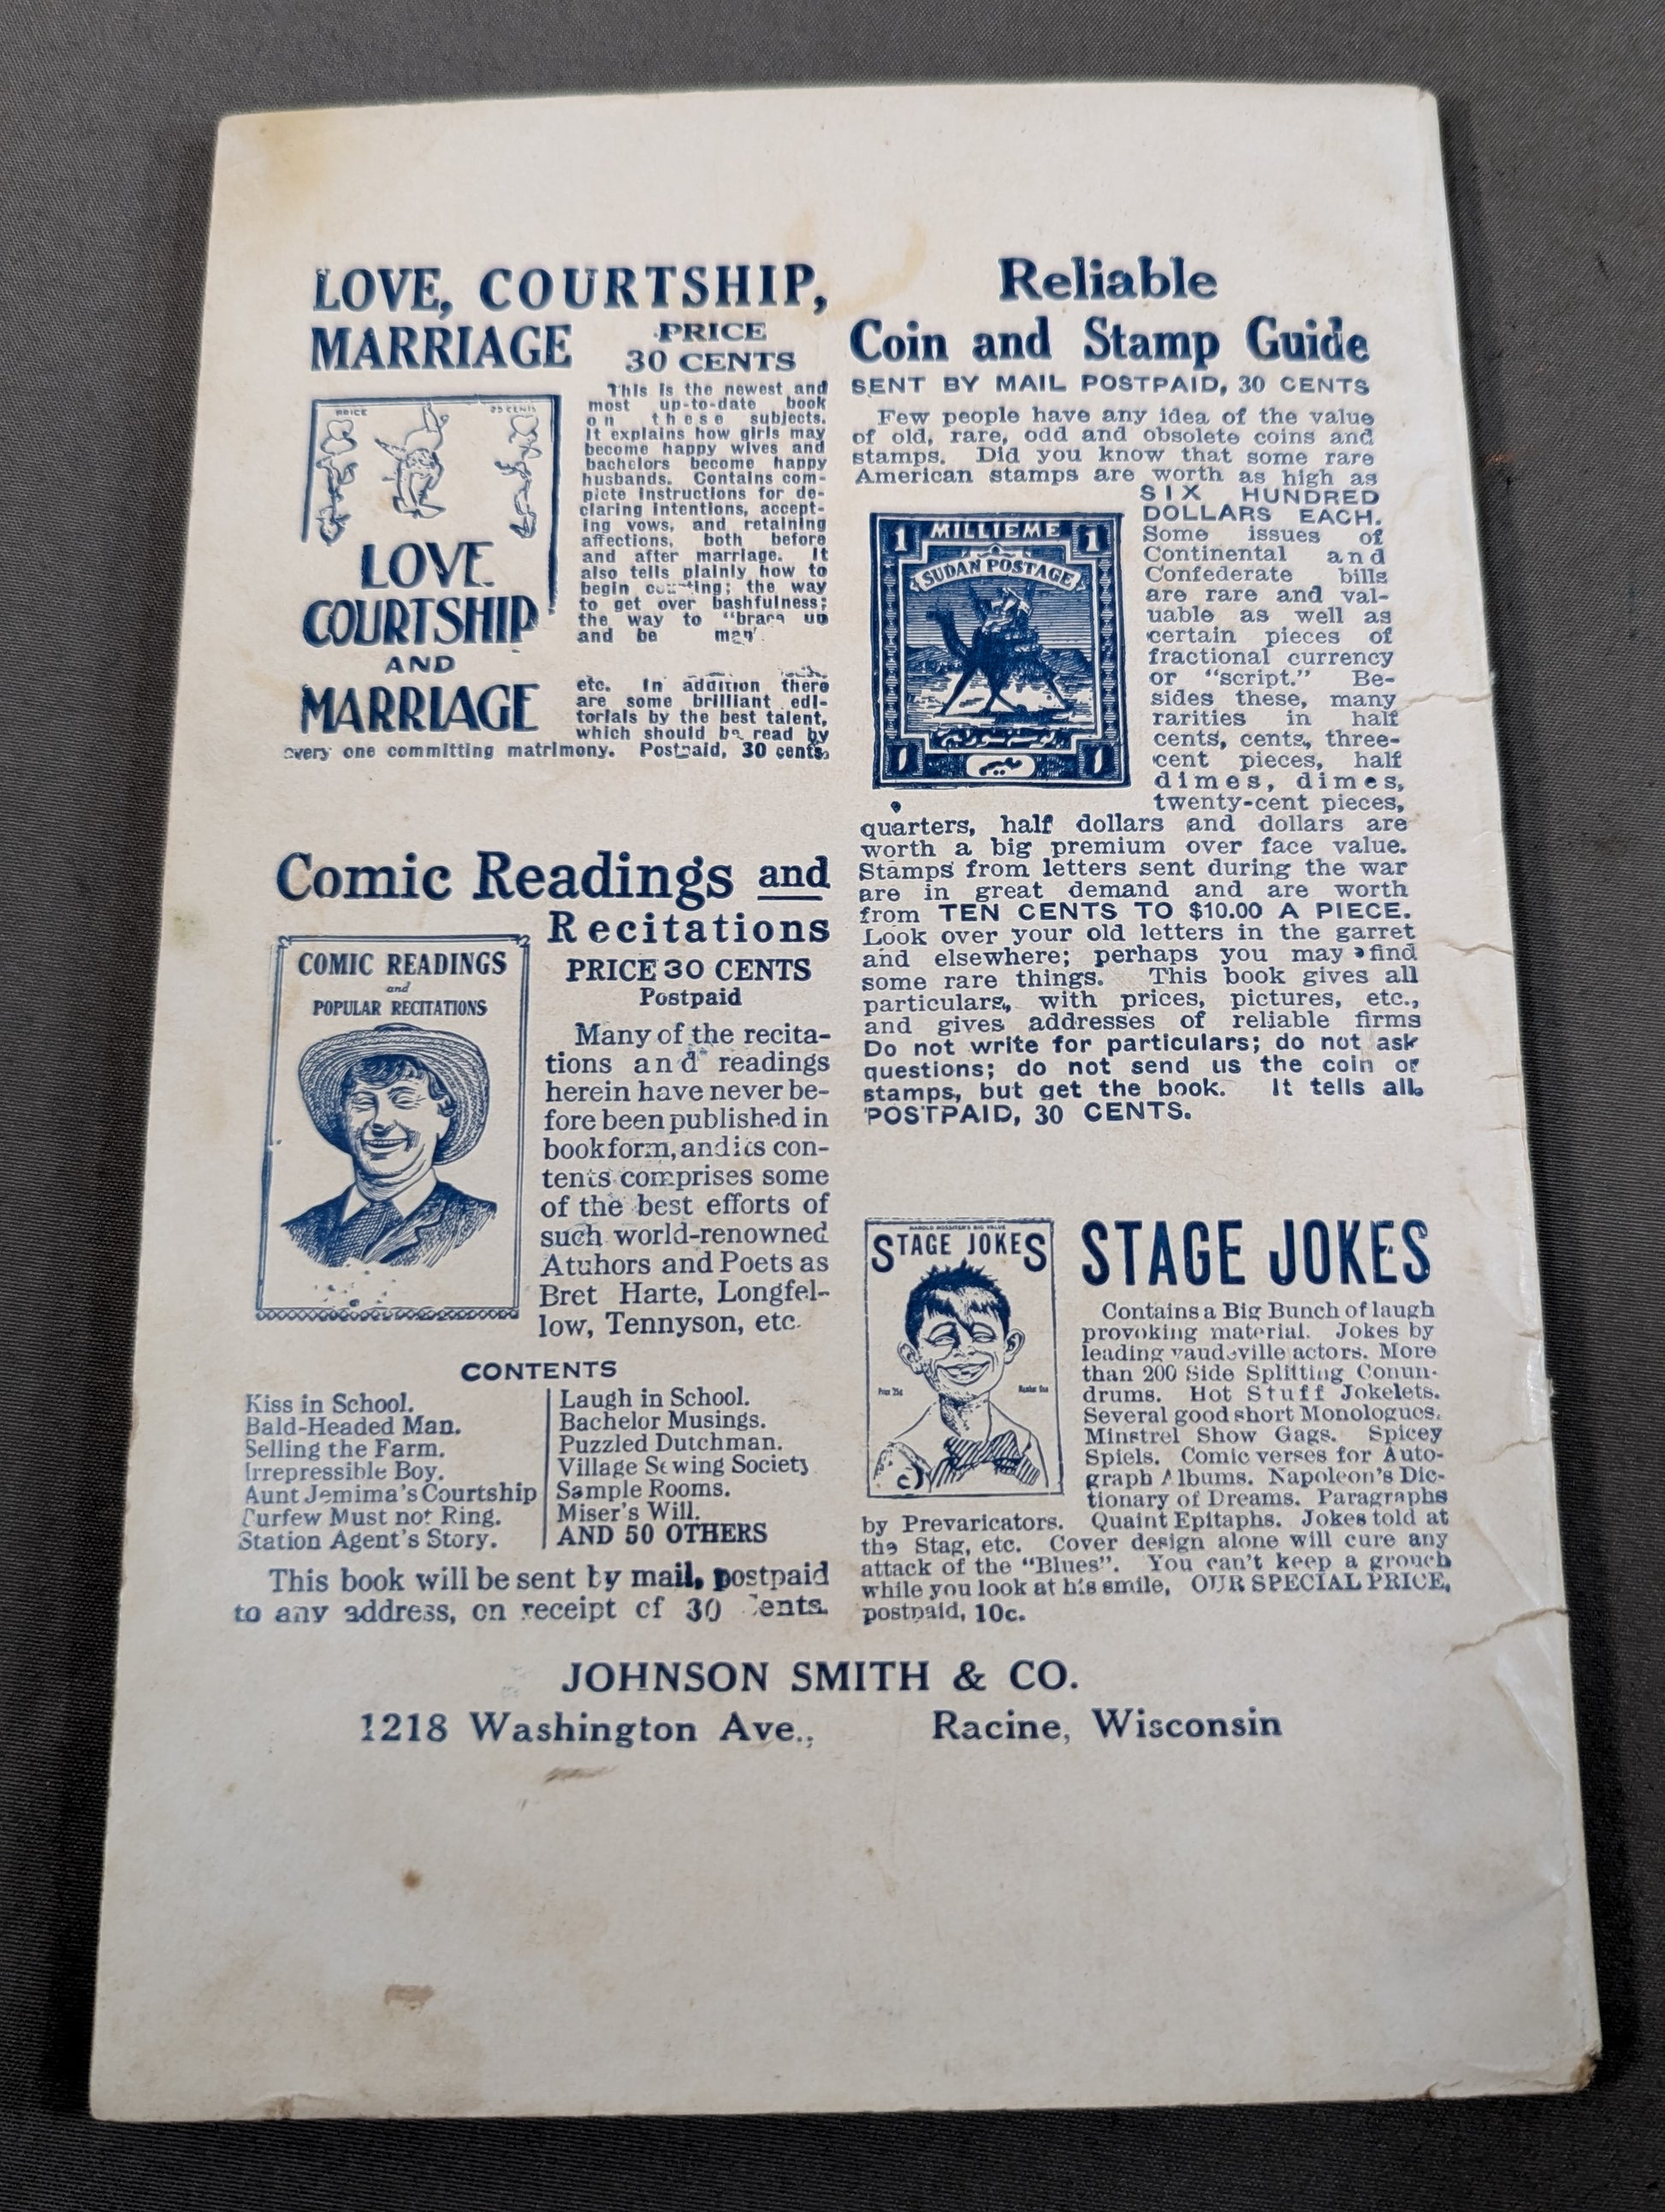 LOVE, COURTSHIP,
MARRIAGE
PRICE
30 CENTS
PRICE
25 CENTS
LOVE
COURTSHIP
AND
MARRIAGE
This is the newest and
most up-to-date book
on these subjects.
It explains how girls may
become happy wives and
bachelors become happy
husbands. Contains com-
plete instructions for de-
claring intentions, accept-
ing vows, and retaining
affections, both before
and after marriage. It
also tells plainly how to
begin the way
to get over bashfulness;
the way to "brace up
and be
etc. In addition there
are some brilliant edi-
torials by the best talent,
which should be read by
every one committing matrimony. Postpaid, 30 cents.
Comic Readings and
Recitations
PRICE 30 CENTS
Postpaid
COMIC READINGS
and
POPULAR RECITATIONS
Many of the recita-
tions and readings
herein have never be-
fore been published in
book form, and its con-
tents comprises some
of the best efforts of
such world-renowned
Atuhors and Poets as
Bret Harte, Longfel-
low, Tennyson, etc.
CONTENTS
Kiss in School.
Bald-Headed Man.
Selling the Farm.
Irrepressible Boy.
Aunt Jemima's Courtship
Curfew Must not Ring.
Station Agent's Story.
Laugh in School.
Bachelor Musings.
Puzzled Dutchman.
Village Sewing Society
Sample Rooms.
Miser's Will.
AND 50 OTHERS
This book will be sent by mail, postpaid
to any address, on receipt of 30 cents.
Reliable
Coin and Stamp Guide
SENT BY MAIL POSTPAID, 30 CENTS
Few people have any idea of the value
of old, rare, odd and obsolete coins and
stamps. Did you know that some rare
American stamps are worth as high as
SIX HUNDRED
DOLLARS EACH.
Some issues of
Continental and
Confederate bills
are rare and val-
uable as well as
certain pieces of
fractional currency
or "script." Be-
sides these, many
rarities in half
cents, cents, three-
cent pieces, half
dimes, dimes,
twenty-cent pieces,
1 MILLIEME 1
SUDAN POSTAGE
quarters, half dollars and dollars are
worth a big premium over face value.
Stamps from letters sent during the war
are in great demand and are worth
from TEN CENTS TO $10.00 A PIECE.
Look over your old letters in the garret
and elsewhere; perhaps you may find
some rare things. This book gives all
particulars, with prices, pictures, etc.,
and gives addresses of reliable firms
Do not write for particulars; do not ask
questions; do not send us the coin or
stamps, but get the book. It tells all.
POSTPAID, 30 CENTS.
HAROLD ROSSITER'S BIG VALUE
STAGE JOKES
Price 25c
Number One
STAGE JOKES
Contains a Big Bunch of laugh
provoking material. Jokes by
leading vaudeville actors. More
than 200 Side Splitting Conun-
drums. Hot Stuff Jokelets.
Several good short Monologues.
Minstrel Show Gags. Spicey
Spiels. Comic verses for Auto-
graph Albums. Napoleon's Dic-
tionary of Dreams. Paragraphs
by Prevaricators. Quaint Epitaphs. Jokes told at
the Stag, etc. Cover design alone will cure any
attack of the "Blues". You can't keep a grouch
while you look at his smile, OUR SPECIAL PRICE,
postpaid, 10c.
JOHNSON SMITH & CO.
1218 Washington Ave., Racine, Wisconsin